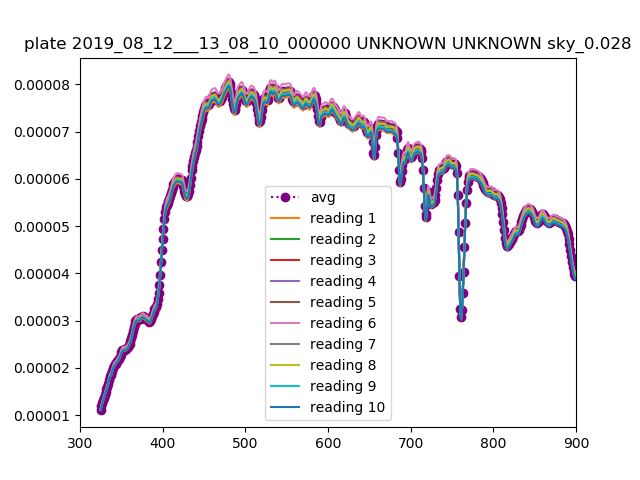 plate 2019_08_12___13_08_10_000000 UNKNOWN UNKNOWN sky_0.028
0.00008
0.00007
0.00006
0.00005
0.00004
0.00003
0.00002
0.00001
avg
reading 1
reading 2
reading 3
reading 4
reading 5
reading 6
reading 7
reading 8
reading 9
reading 10
300 400 500 600 700 800 900